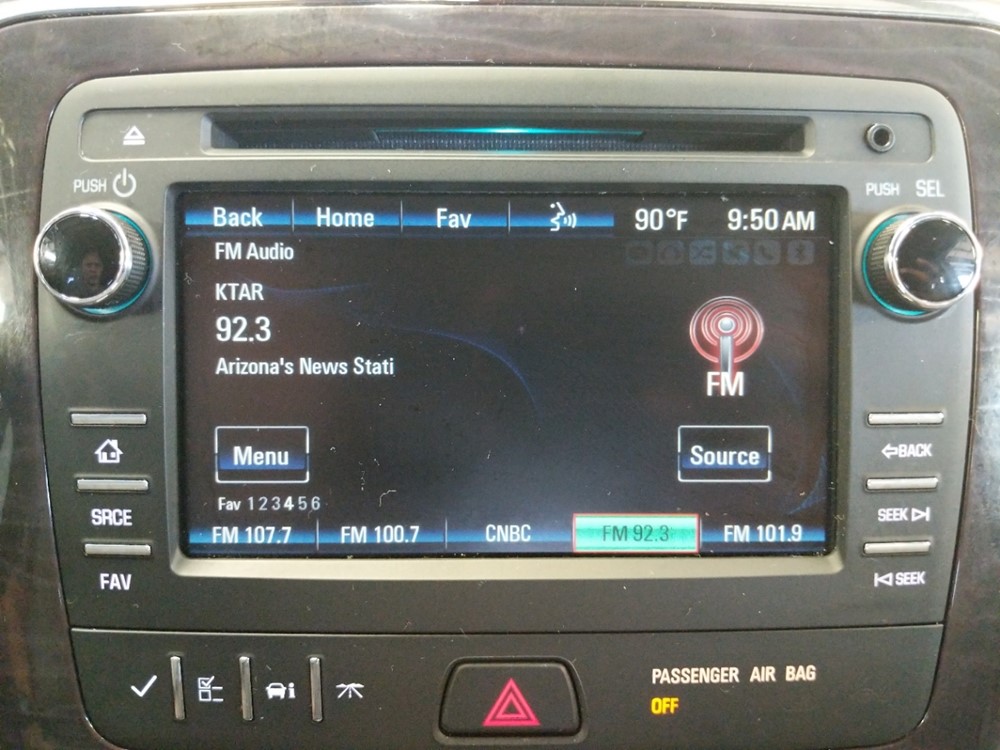 PUSH
PUSH SEL
Back Home Fav 90°F 9:50 AM
FM Audio
KTAR
92.3
Arizona's News Stati
FM
Menu Source
Fav 1 2 3 4 5 6
FM 107.7 FM 100.7 CNBC FM 92.3 FM 101.9
SRCE
FAV
BACK
SEEK
SEEK
PASSENGER AIR BAG
OFF